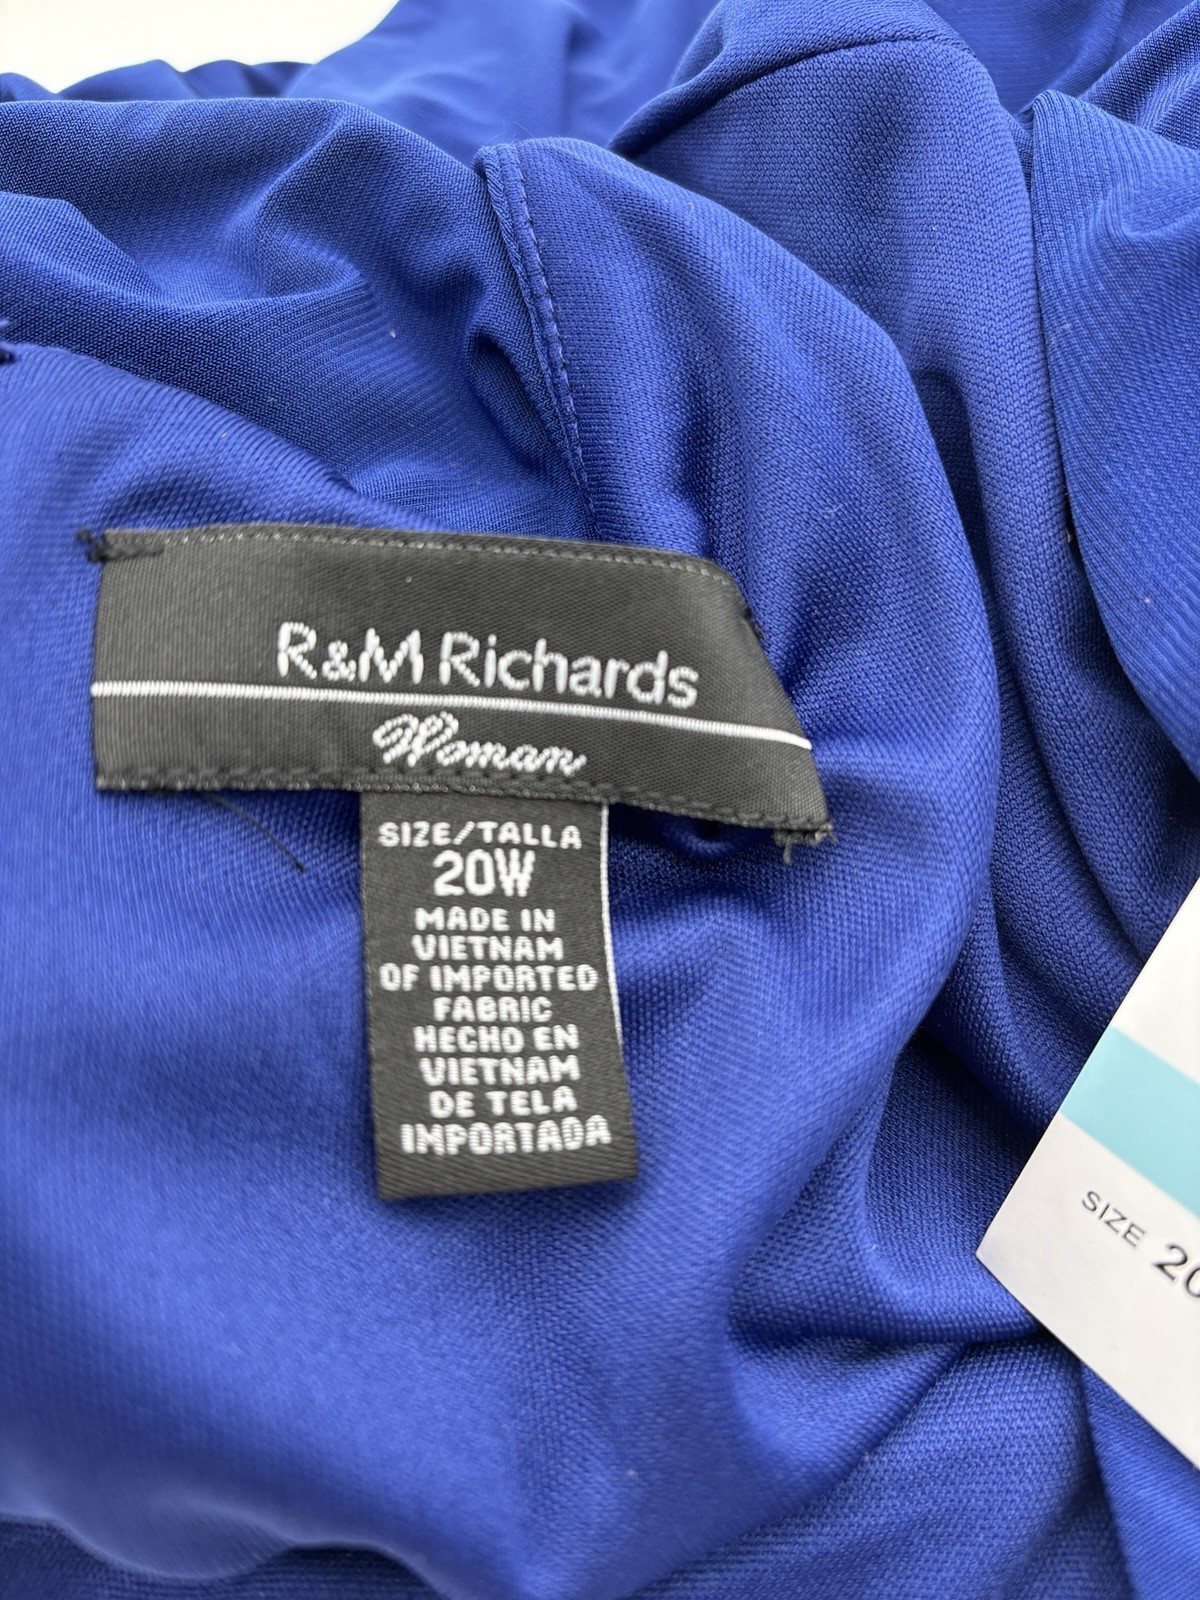 R&M Richards
Woman
SIZE/TALLA
20W
MADE IN
VIETNAM
OF IMPORTED
FABRIC
HECHO EN
VIETNAM
DE TELA
IMPORTADA
SIZE 20